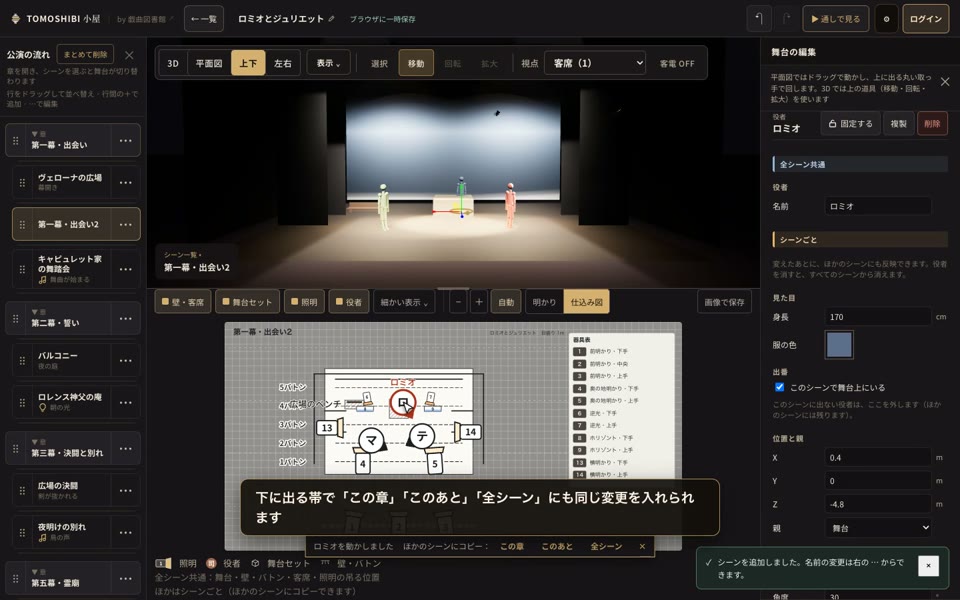 TOMOSHIBI 小屋
by 戯曲図書館
← 一覧
ロミオとジュリエット
ブラウザに一時保存
▶ 通しで見る
ログイン
公演の流れ
まとめて削除
章を開き、シーンを選ぶと舞台が切り替
わります
行をドラッグして並べ替え・行間の＋で
追加・…で編集
▼ 章
第一幕・出会い
ヴェローナの広場
幕開き
第一幕・出会い2
キャピュレット家
の舞踏会
舞曲が始まる
▼ 章
第二幕・誓い
バルコニー
夜の庭
ロレンス神父の庵
朝の光
▼ 章
第三幕・決闘と別れ
広場の決闘
剣が抜かれる
夜明けの別れ
鳥の声
▼ 章
第五幕・霊廟
3D
平面図
上下
左右
表示
選択
移動
回転
拡大
視点
客席（1）
客電 OFF
シーン一覧
第一幕・出会い2
壁・客席
舞台セット
照明
役者
細かい表示
−
＋
自動
明かり
仕込み図
画像で保存
第一幕・出会い2
器具表
1 前明かり・下手
2 前明かり・中央
3 前明かり・上手
4 奥の地明かり・下手
5 奥の地明かり・上手
6 逆光・下手
7 逆光・上手
8 ホリゾント・下手
9 ホリゾント・上手
13 横明かり・下手
14 横明かり・上手
ロミオ
5バトン
広場のベンチ
ロ
3バトン
13
14
マ
テ
2バトン
1バトン
4
5
下に出る帯で「この章」「このあと」「全シーン」にも同じ変更を入れられ
ます
ロミオを動かしました ほかのシーンにコピー： この章 このあと 全シーン ×
照明 役者 舞台セット 壁・バトン
全シーン共通：舞台・壁・バトン・客席・照明の吊る位置
ほかはシーンごと（ほかのシーンにコピーできます）
舞台の編集
平面図ではドラッグで動かし、上に出る丸い取っ
手で回します。3D では上の道具（移動・回転・
拡大）を使います
役者
ロミオ
固定する
複製
削除
全シーン共通
役者
名前
ロミオ
シーンごと
変えたあとに、ほかのシーンにも反映できます。役者
を消すと、すべてのシーンから消えます。
見た目
身長
170
cm
服の色
出番
このシーンで舞台上にいる
このシーンに出ない役者は、ここを外します（ほか
のシーンには残ります）。
位置と親
X
0.4
m
Y
0
m
Z
-4.8
m
親
舞台
角度
30
✓ シーンを追加しました。名前の変更は右の … からで
きます。
×